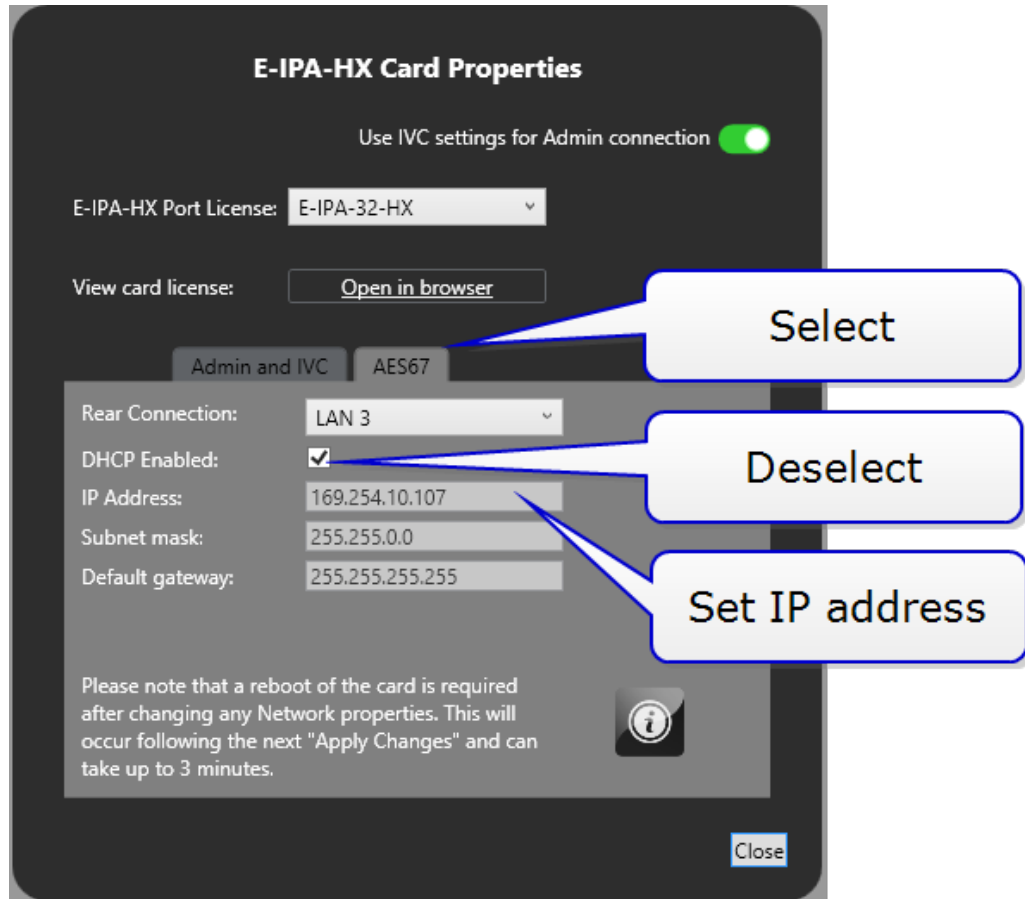 E-IPA-HX Card Properties
Use IVC settings for Admin connection
E-IPA-HX Port License: E-IPA-32-HX
View card license: Open in browser
Select
Admin and IVC AES67
Rear Connection: LAN 3
DHCP Enabled:
Deselect
IP Address: 169.254.10.107
Subnet mask: 255.255.0.0
Default gateway: 255.255.255.255
Set IP address
Please note that a reboot of the card is required
after changing any Network properties. This will
occur following the next "Apply Changes" and can
take up to 3 minutes.
Close